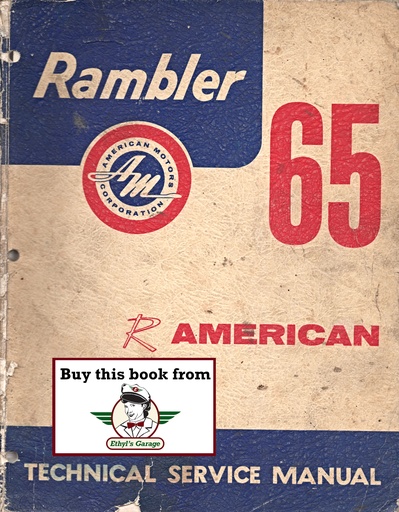 Rambler
65
AMERICAN MOTORS
CORPORATION
AM
R AMERICAN
Buy this book from
Ethyl's Garage
TECHNICAL SERVICE MANUAL